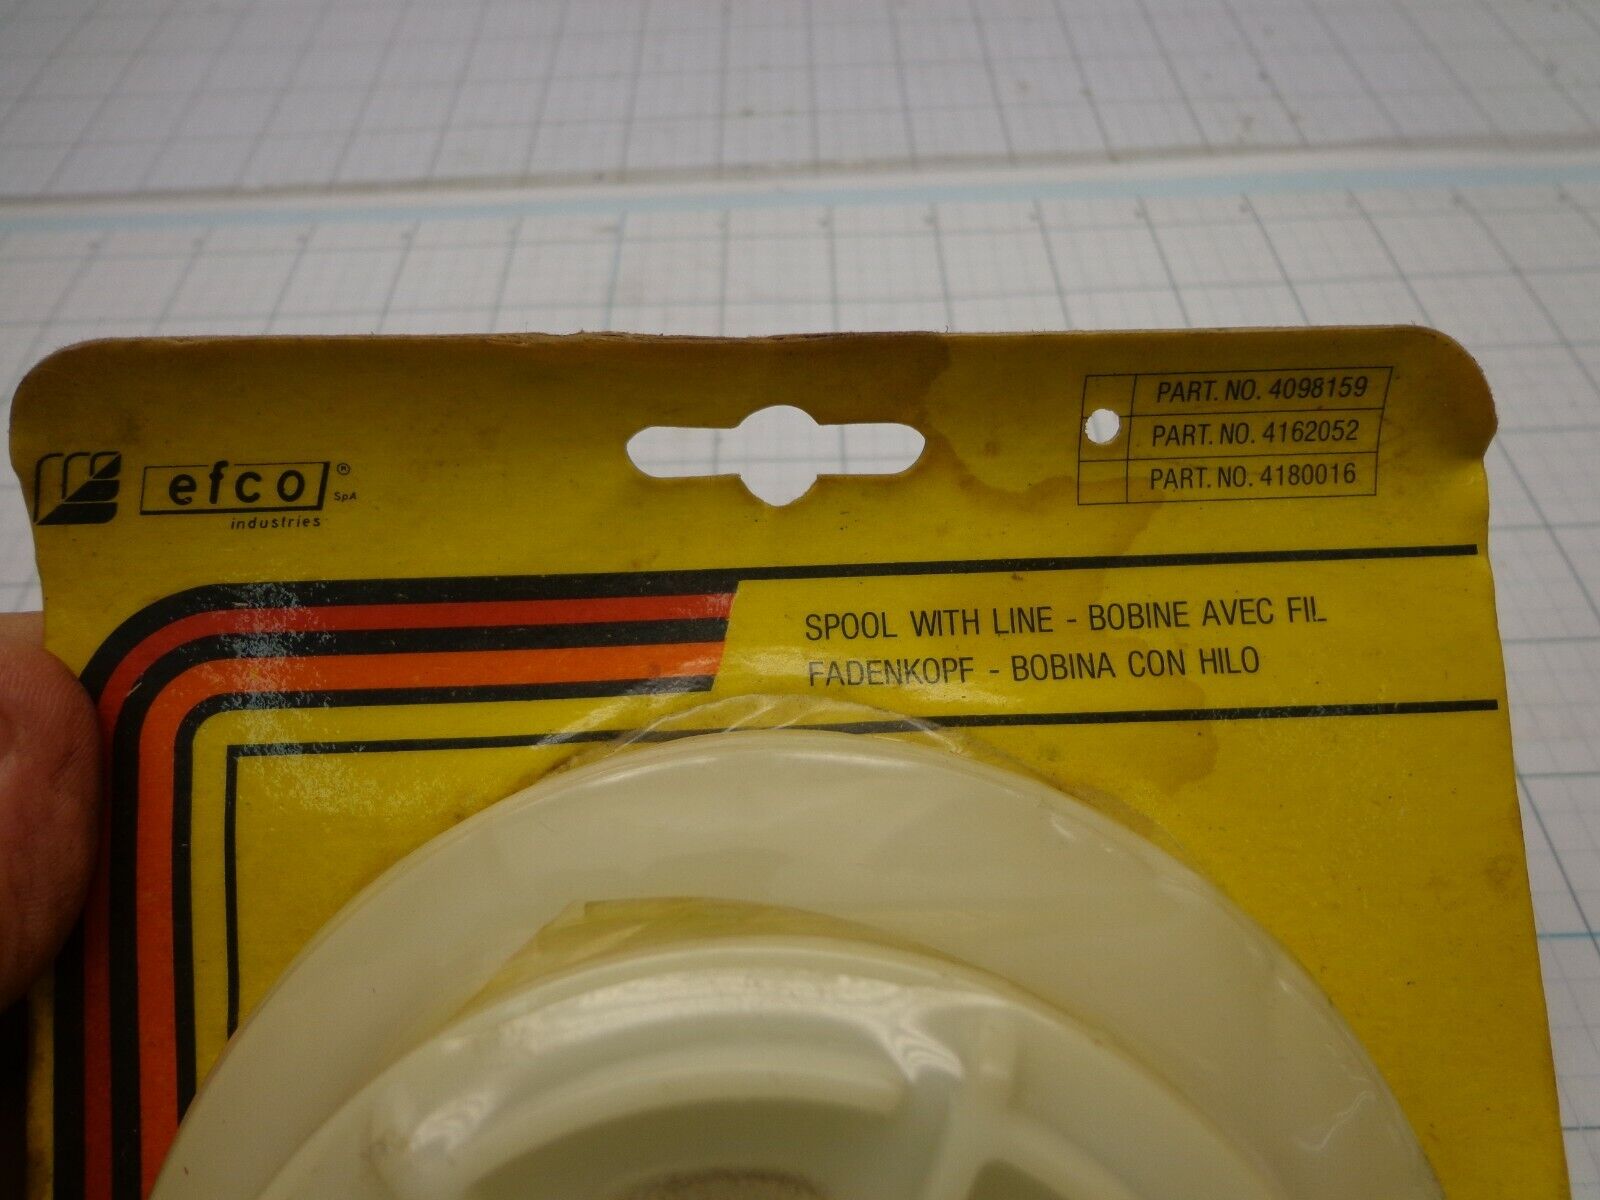 efco ® SpA
industries
PART. NO. 4098159
PART. NO. 4162052
PART. NO. 4180016
SPOOL WITH LINE - BOBINE AVEC FIL
FADENKOPF - BOBINA CON HILO